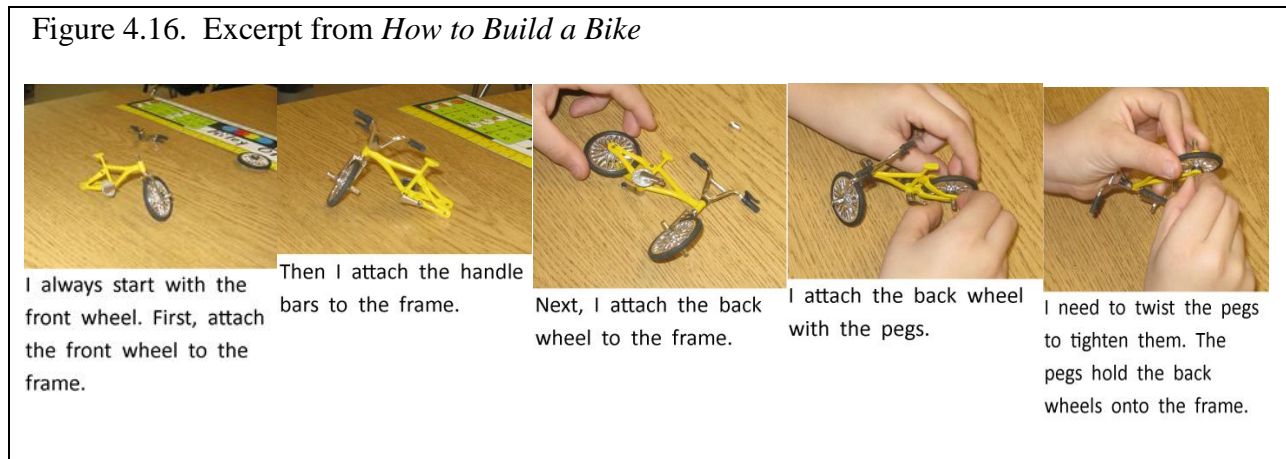 Figure 4.16. Excerpt from How to Build a Bike
I always start with the
front wheel. First, attach
the front wheel to the
frame.
Then I attach the handle
bars to the frame.
Next, I attach the back
wheel to the frame.
I attach the back wheel
with the pegs.
I need to twist the pegs
to tighten them. The
pegs hold the back
wheels onto the frame.